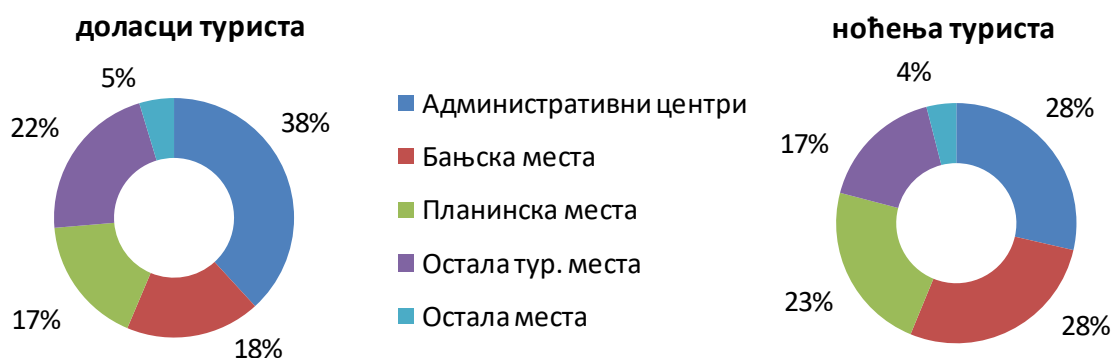 доласци туриста
5%
38%
22%
17%
18%
Административни центри
Бањска места
Планинска места
Остала тур. места
Остала места
ноћења туриста
4%
28%
17%
23%
28%